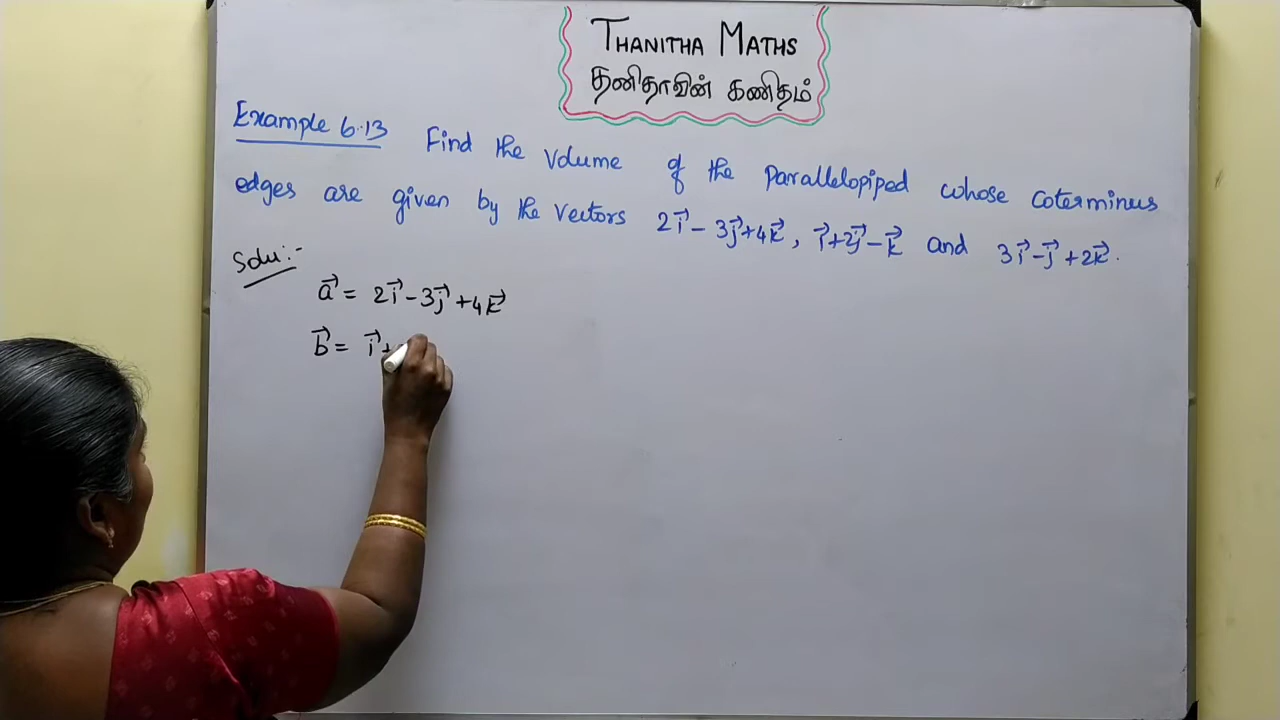 THANITHA MATHS
தனிதாவின் கணிதம்
Example 6.13 Find the Volume of the Parallelopiped whose coterminus
edges are given by the vectors 2i⃗ - 3j⃗ + 4k⃗, i⃗ + 2j⃗ - k⃗ and 3i⃗ - j⃗ + 2k⃗.
Solu:-
a⃗ = 2i⃗ - 3j⃗ + 4k⃗
b⃗ = i⃗ +